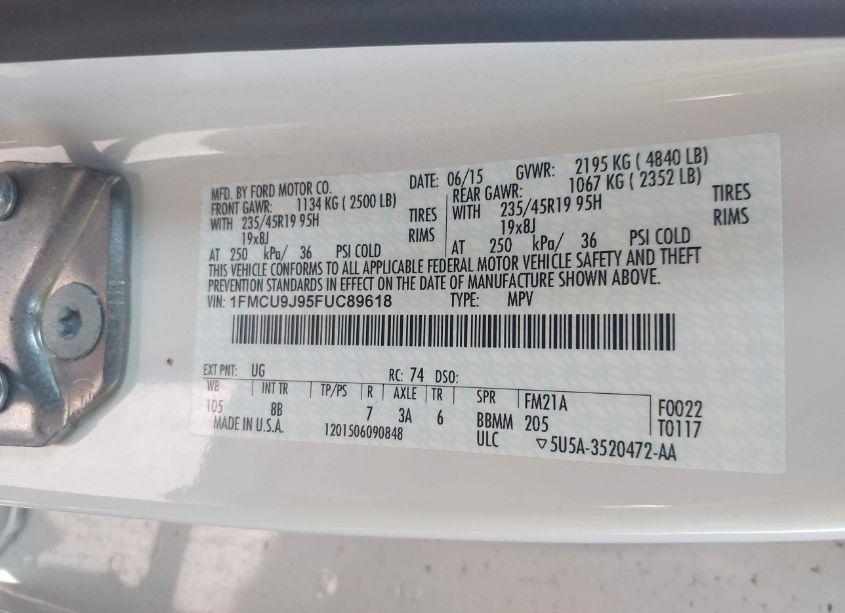 MFD. BY FORD MOTOR CO. DATE: 06/15 GVWR: 2195 KG ( 4840 LB)
FRONT GAWR: 1134 KG ( 2500 LB) REAR GAWR: 1067 KG ( 2352 LB)
WITH 235/45R19 95H TIRES WITH 235/45R19 95H TIRES
19x8J RIMS 19x8J RIMS
AT 250 kPa/ 36 PSI COLD AT 250 kPa/ 36 PSI COLD
THIS VEHICLE CONFORMS TO ALL APPLICABLE FEDERAL MOTOR VEHICLE SAFETY AND THEFT
PREVENTION STANDARDS IN EFFECT ON THE DATE OF MANUFACTURE SHOWN ABOVE.
VIN: 1FMCU9J95FUC89618 TYPE: MPV
EXT PNT: UG RC: 74 DSO:
WB INT TR TP/PS R AXLE TR SPR FM21A F0022
105 8B 7 3A 6 BBMM 205 T0117
MADE IN U.S.A. 1201506090848 ULC ▽5U5A-3520472-AA